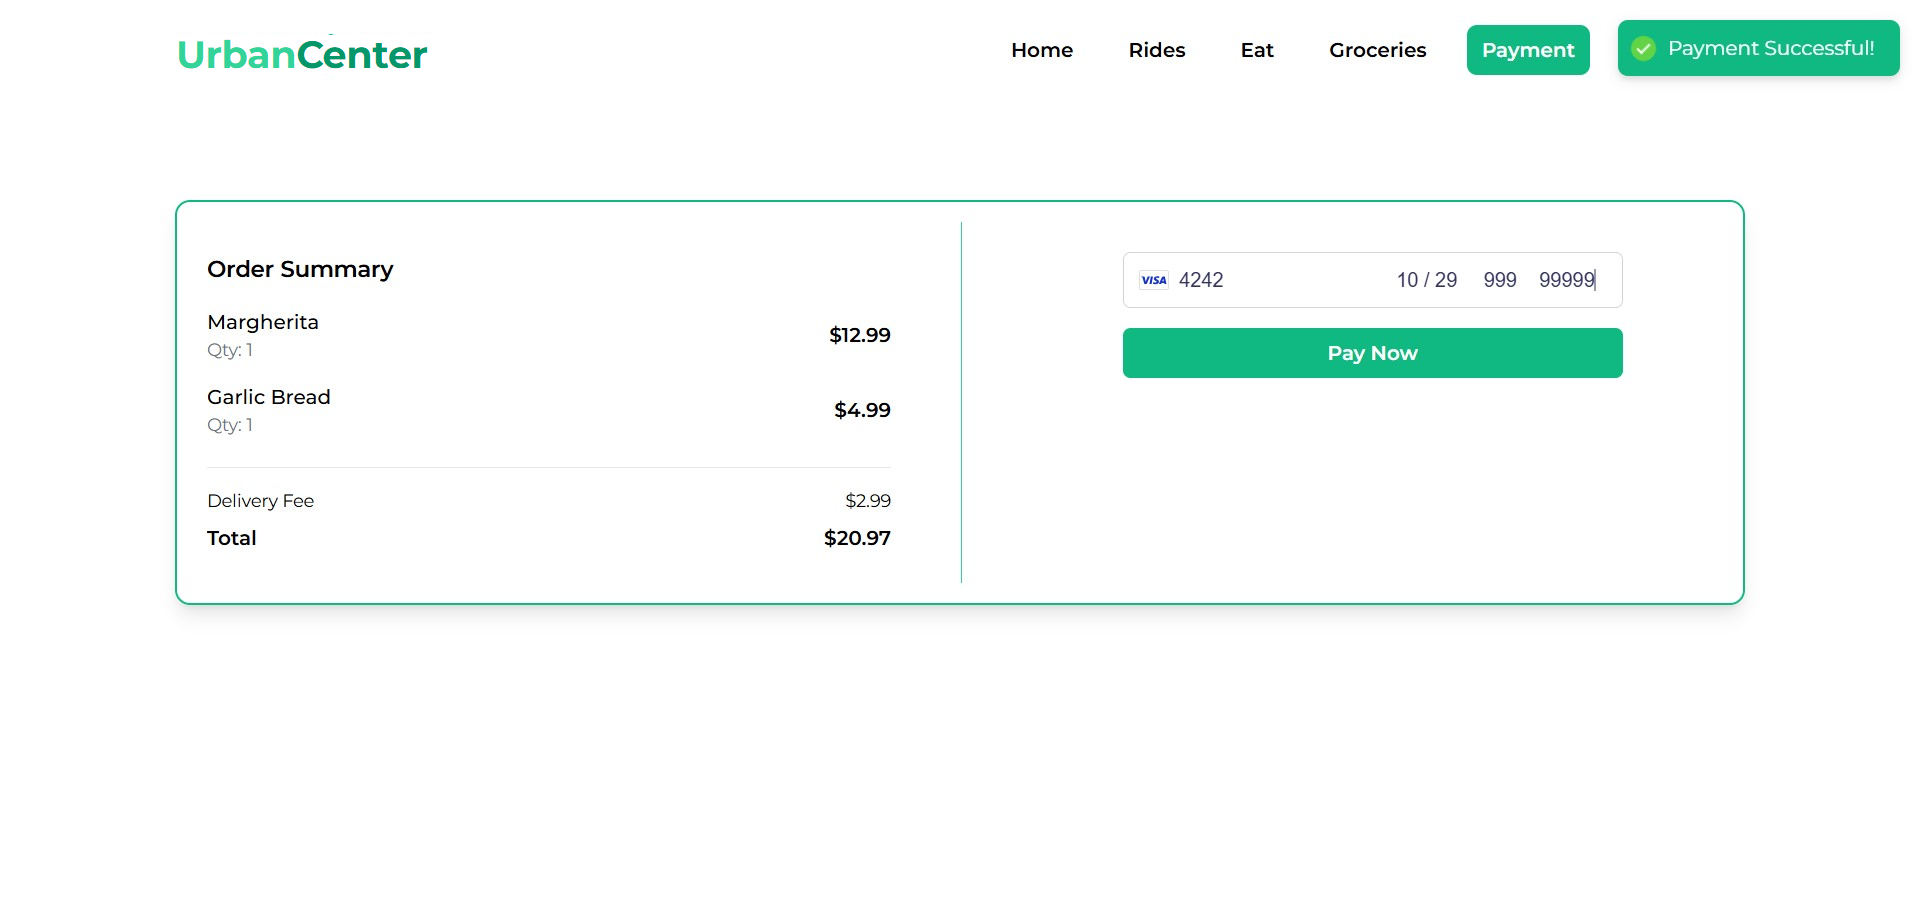 UrbanCenter
Home Rides Eat Groceries Payment
Payment Successful!
Order Summary
Margherita
Qty: 1
$12.99
Garlic Bread
Qty: 1
$4.99
Delivery Fee $2.99
Total $20.97
VISA 4242 10 / 29 999 99999
Pay Now